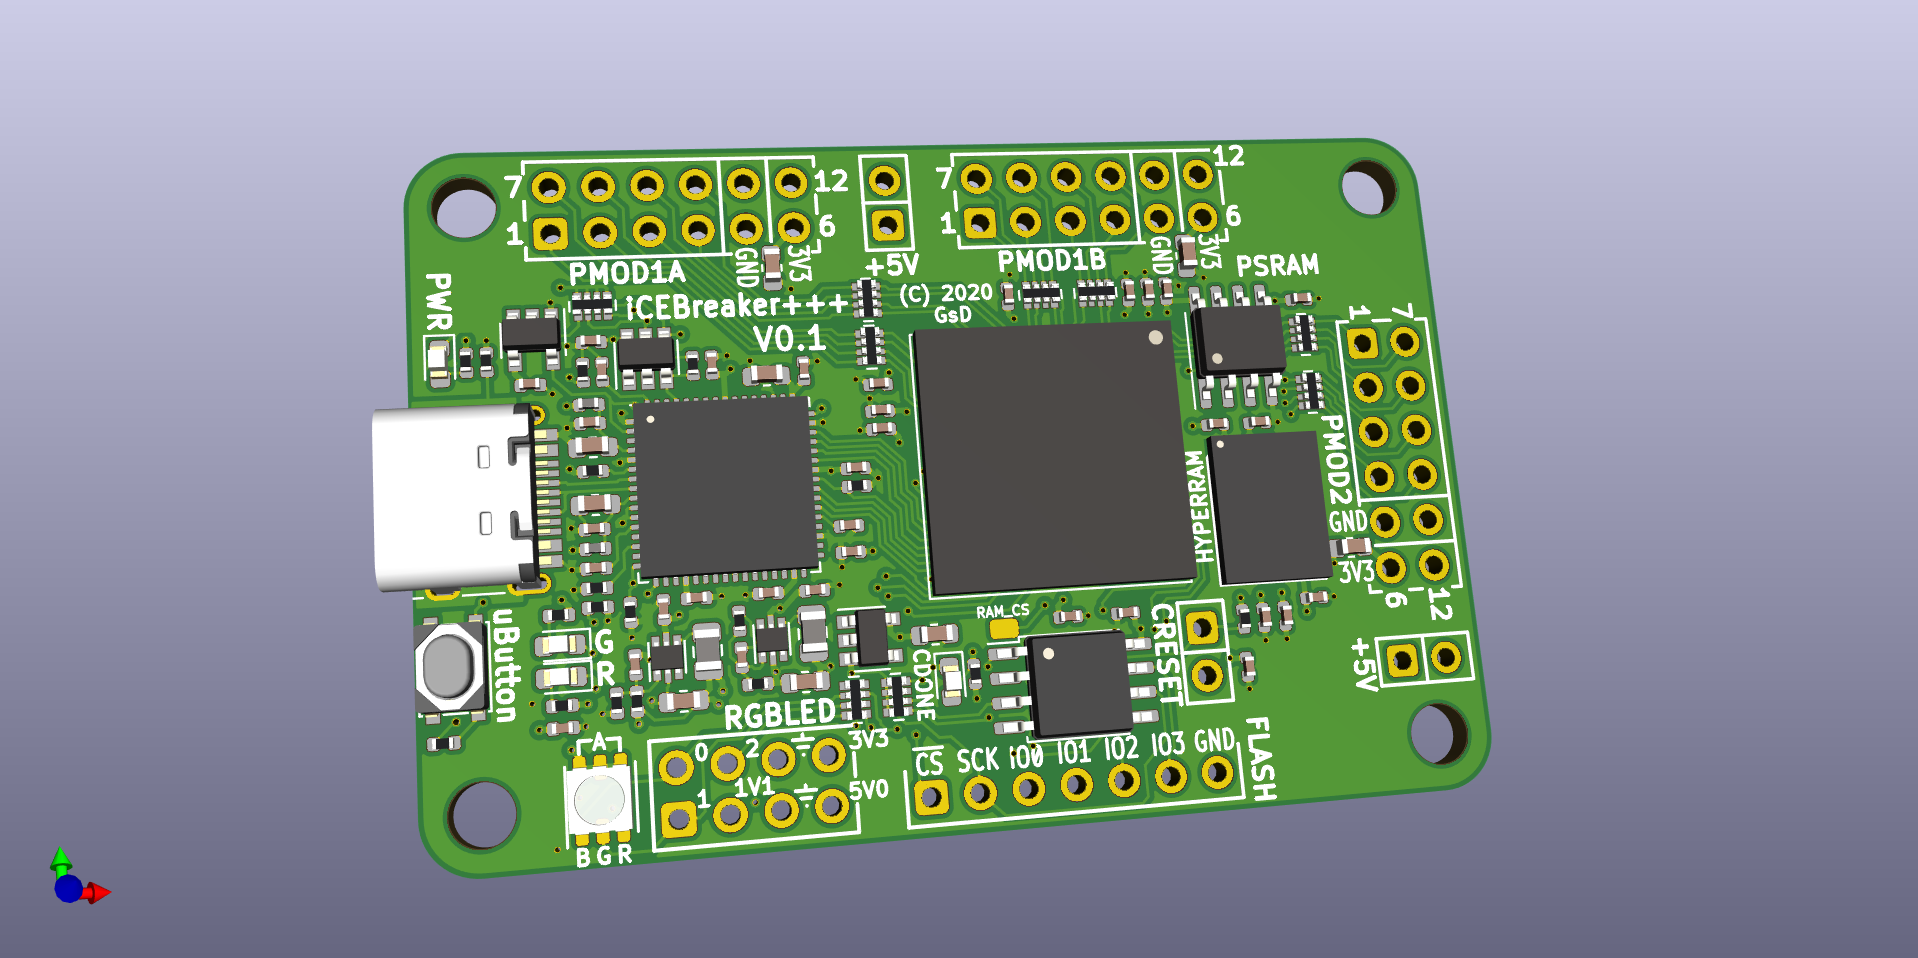 7
12
1
6
PMOD1A
GND
3V3
+5V
7
12
1
6
PMOD1B
GND
3V3
PSRAM
PWR
iCEBreaker+++
V0.1
(C) 2020
GsD
1
7
PMOD2
GND
3V3
6
12
HYPERRAM
RAM_CS
uButton
G
R
CDONE
CRESET
+5V
RGBLED
0
2
3V3
1
1V1
5V0
A
B G R
CS
SCK
IO0
IO1
IO2
IO3
GND
FLASH